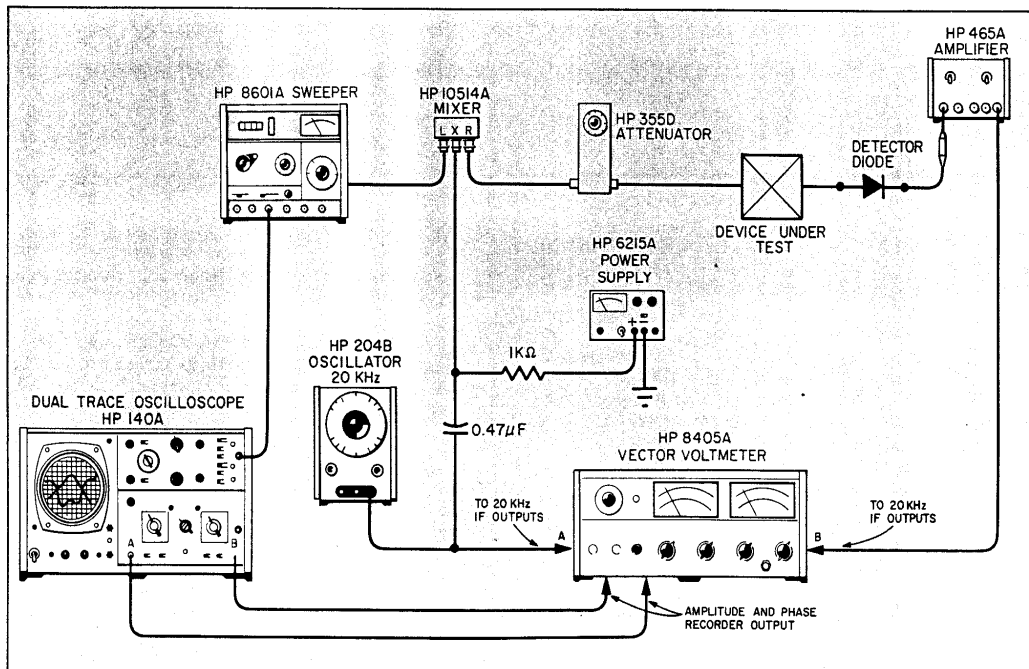 HP 465A
AMPLIFIER
HP 8601A SWEEPER
HP 10514A
MIXER
L X R
HP 355D
ATTENUATOR
DETECTOR
DIODE
DEVICE UNDER
TEST
HP 6215A
POWER
SUPPLY
+ −
1KΩ
HP 204B
OSCILLATOR
20 KHz
DUAL TRACE OSCILLOSCOPE
HP 140A
0.47µF
HP 8405A
VECTOR VOLTMETER
TO 20 KHz
IF OUTPUTS
A
TO 20 KHz
IF OUTPUTS
B
A B
AMPLITUDE AND PHASE
RECORDER OUTPUT